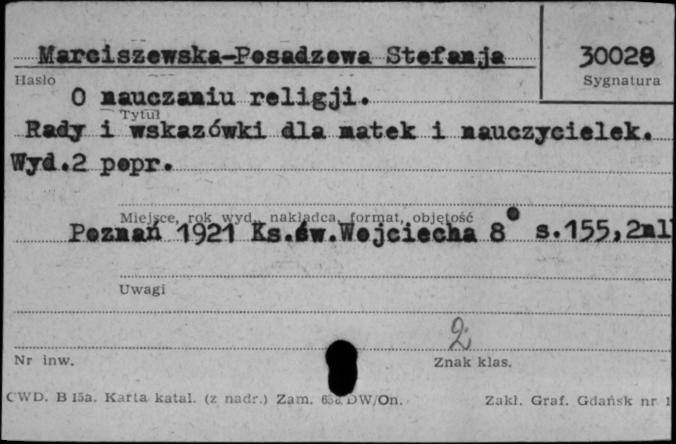 Marciszewska-Posadzowa Stefanja
30028
Hasło
Sygnatura
O nauczaniu religji.
Tytuł
Rady i wskazówki dla matek i nauczycielek.
Wyd.2 popr.
Miejsce, rok wyd., nakładca, format, objętość
Poznań 1921 Ks.św.Wojciecha 8° s.155,2nl
Uwagi
2
Nr inw.
Znak klas.
CWD. B 15a. Karta katal. (z nadr.) Zam. DW/On.
Zakł. Graf. Gdańsk nr 1